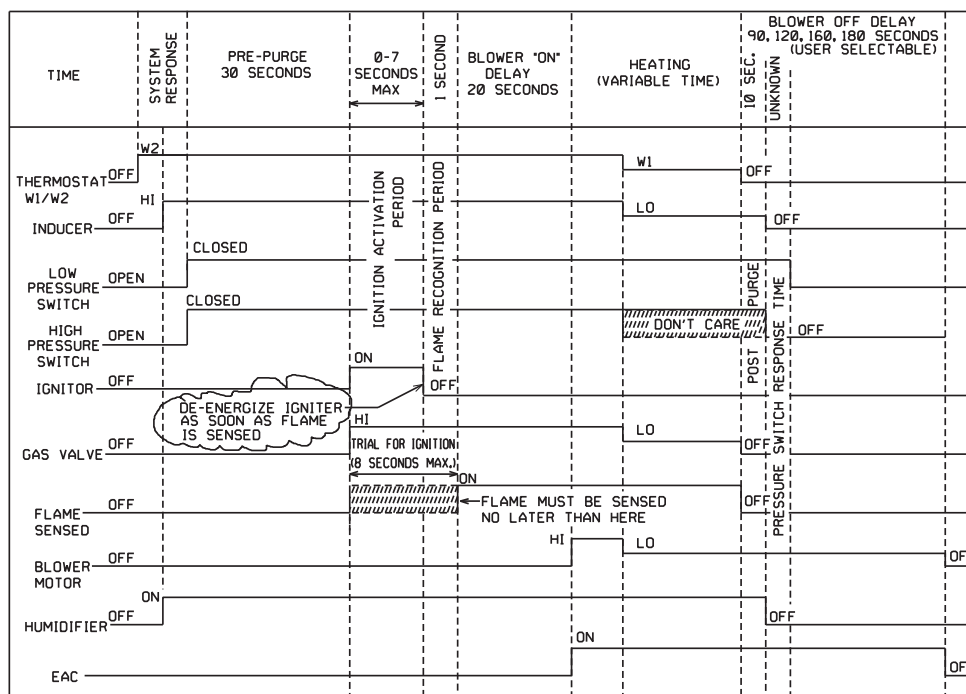 TIME
SYSTEM
RESPONSE
PRE-PURGE
30 SECONDS
0-7
SECONDS
MAX
1 SECOND
BLOWER "ON"
DELAY
20 SECONDS
HEATING
(VARIABLE TIME)
10 SEC.
UNKNOWN
BLOWER OFF DELAY
90,120,160,180 SECONDS
(USER SELECTABLE)
THERMOSTAT
W1/W2
OFF
W2
W1
OFF
INDUCER
OFF
HI
LO
OFF
IGNITION ACTIVATION
PERIOD
FLAME RECOGNITION PERIOD
LOW
PRESSURE
SWITCH
OPEN
CLOSED
HIGH
PRESSURE
SWITCH
OPEN
CLOSED
DON'T CARE
OFF
POST PURGE
PRESSURE SWITCH RESPONSE TIME
IGNITOR
OFF
ON
OFF
DE-ENERGIZE IGNITER
AS SOON AS FLAME
IS SENSED
GAS VALVE
OFF
HI
LO
OFF
TRIAL FOR IGNITION
(8 SECONDS MAX.)
FLAME
SENSED
OFF
ON
OFF
FLAME MUST BE SENSED
NO LATER THAN HERE
BLOWER
MOTOR
OFF
HI
LO
OF
HUMIDIFIER
OFF
ON
OFF
EAC
ON
OF